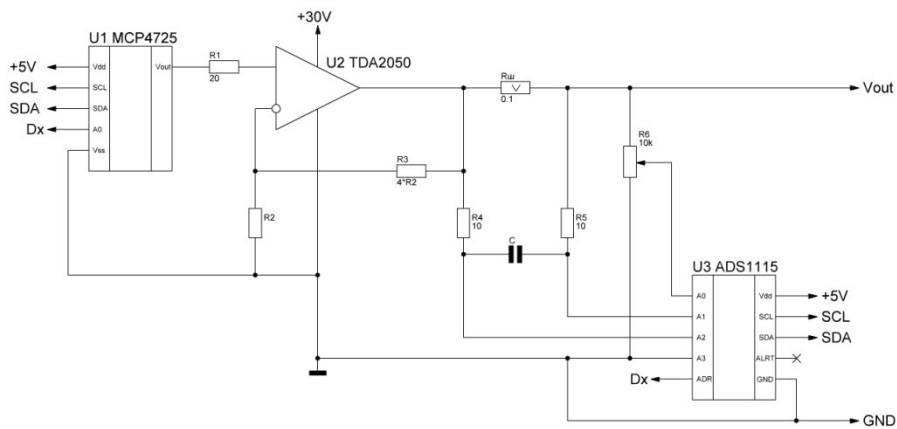 +30V
U1 MCP4725
R1
20
U2 TDA2050
+5V
Vdd
Vout
SCL
SCL
SDA
SDA
Dx
A0
Vss
Rш
0.1
Vout
R6
10k
R3
4*R2
R2
R4
10
R5
10
C
U3 ADS1115
A0
Vdd
+5V
A1
SCL
SCL
A2
SDA
SDA
A3
ALRT
Dx
ADR
GND
GND